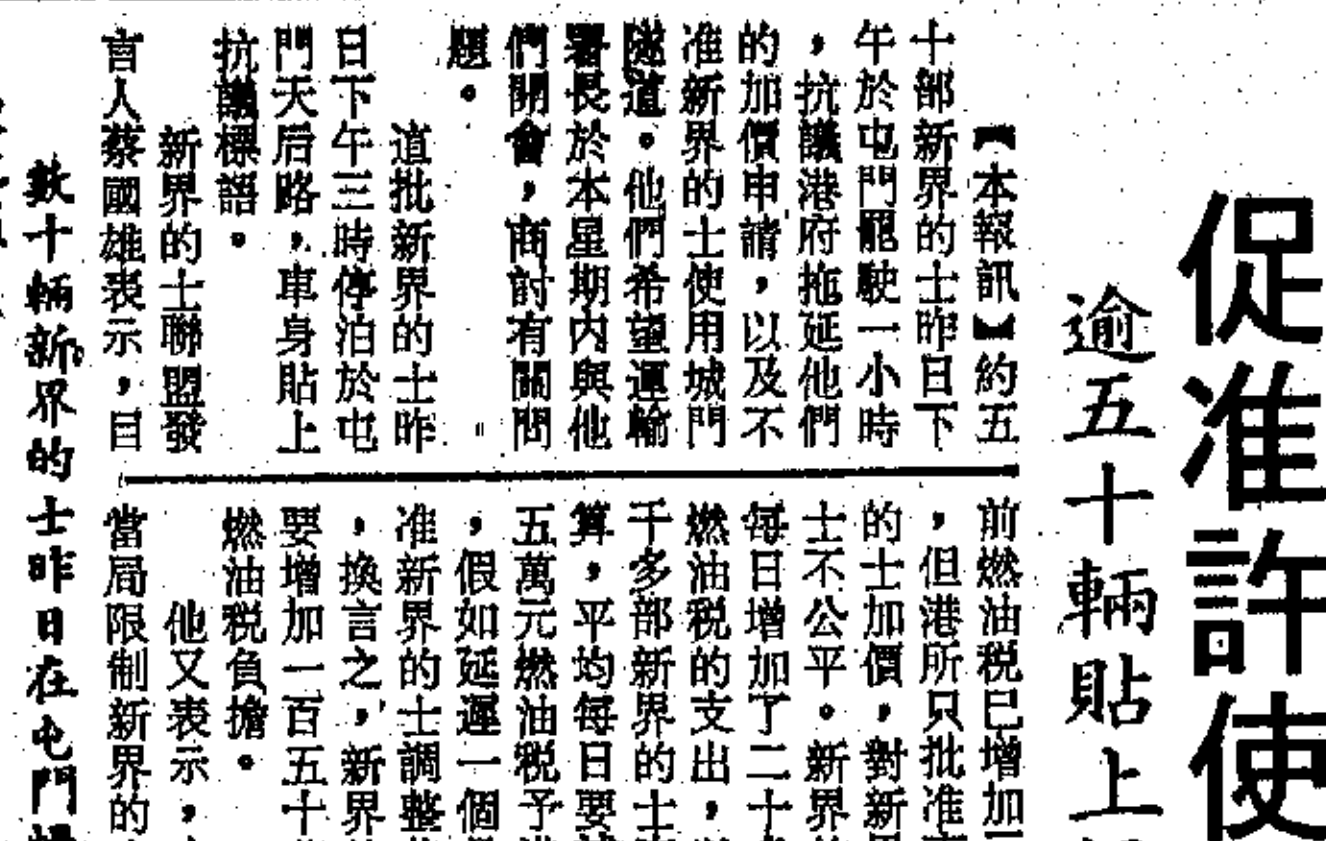 促准許使
逾五十輛貼上
【本報訊】約五
十部新界的士昨日下
午於屯門罷駛一小時
，抗議港府拖延他們
的加價申請，以及不
准新界的士使用城門
隧道。他們希望運輸
署長於本星期內與他
們開會，商討有關問
題。
道批新界的士昨
日下午三時停泊於屯
門天后路，車身貼上
抗議標語。
新界的士聯盟發
言人蔡國雄表示，目
前燃油税已增加
，但港所只批准
的士加價，對新
士不公平。新界
每日增加了二十
燃油税的支出，
千多部新界的士
算，平均每日要
五萬元燃油税予
，假如延遲一個
准新界的士調整
，換言之，新界
要增加一百五十
燃油税負擔。
他又表示，
當局限制新界的
數十輛新界的士昨日在屯門